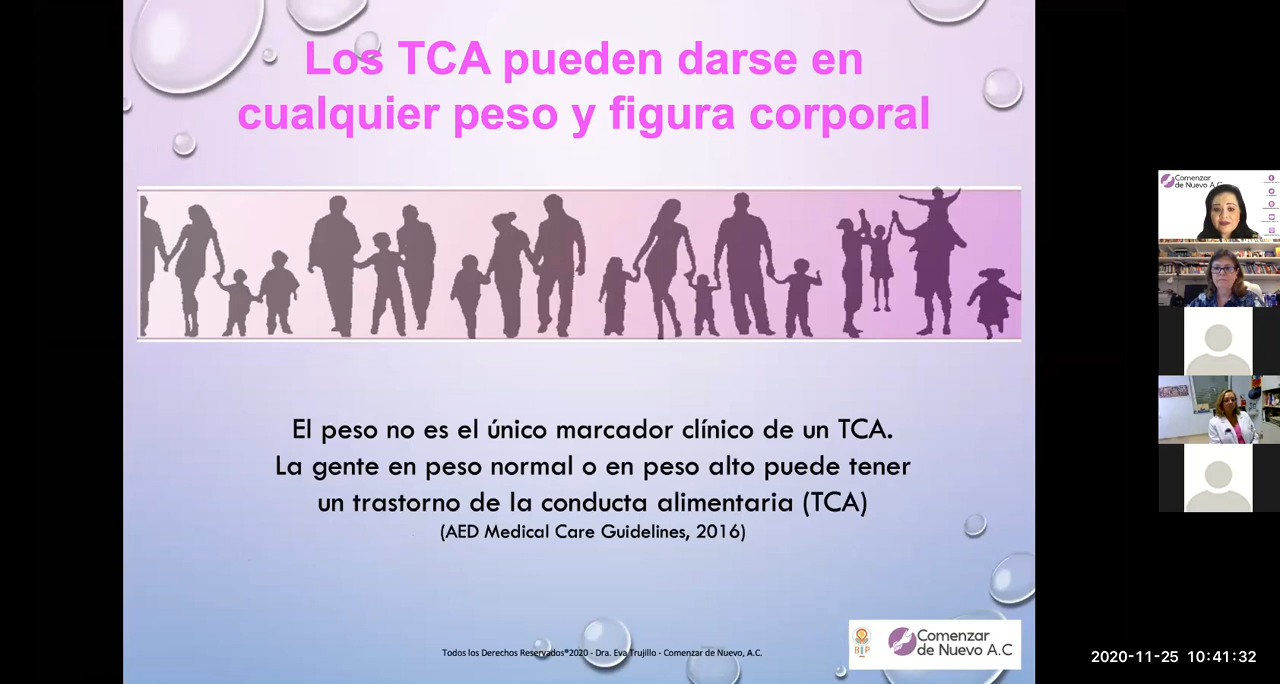 Los TCA pueden darse en
cualquier peso y figura corporal
El peso no es el único marcador clínico de un TCA.
La gente en peso normal o en peso alto puede tener
un trastorno de la conducta alimentaria (TCA)
(AED Medical Care Guidelines, 2016)
Todos los Derechos Reservados®2020 - Dra. Eva Trujillo - Comenzar de Nuevo, A.C.
Comenzar
de Nuevo A.C
Comenzar
de Nuevo A.C.
2020-11-25 10:41:32